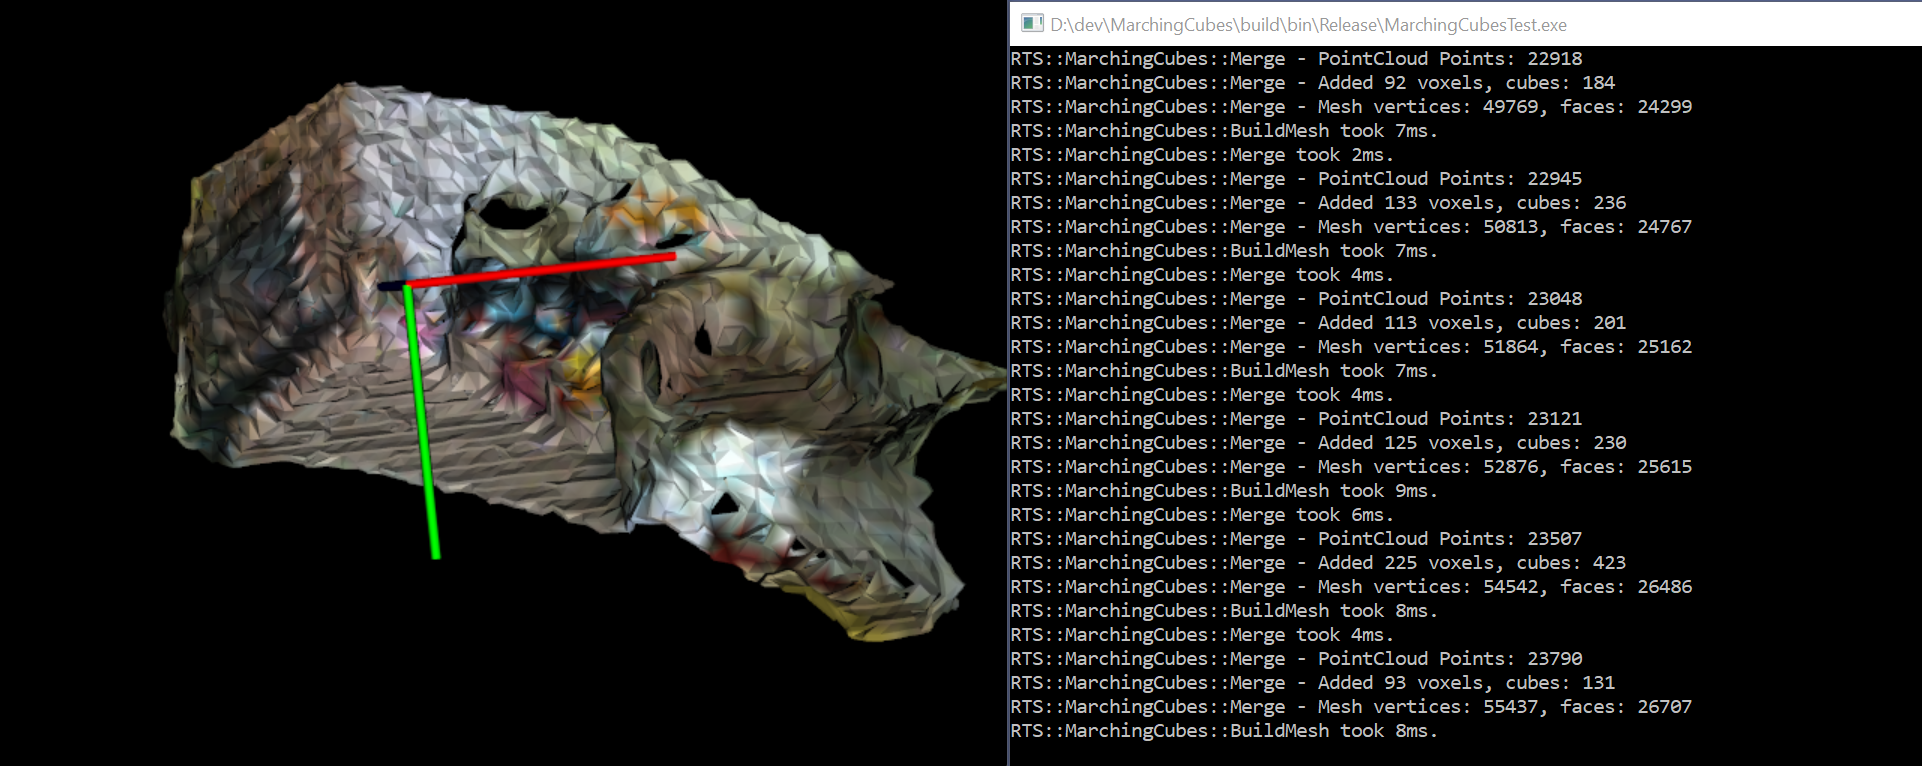 D:\dev\MarchingCubes\build\bin\Release\MarchingCubesTest.exe
RTS::MarchingCubes::Merge - PointCloud Points: 22918
RTS::MarchingCubes::Merge - Added 92 voxels, cubes: 184
RTS::MarchingCubes::Merge - Mesh vertices: 49769, faces: 24299
RTS::MarchingCubes::BuildMesh took 7ms.
RTS::MarchingCubes::Merge took 2ms.
RTS::MarchingCubes::Merge - PointCloud Points: 22945
RTS::MarchingCubes::Merge - Added 133 voxels, cubes: 236
RTS::MarchingCubes::Merge - Mesh vertices: 50813, faces: 24767
RTS::MarchingCubes::BuildMesh took 7ms.
RTS::MarchingCubes::Merge took 4ms.
RTS::MarchingCubes::Merge - PointCloud Points: 23048
RTS::MarchingCubes::Merge - Added 113 voxels, cubes: 201
RTS::MarchingCubes::Merge - Mesh vertices: 51864, faces: 25162
RTS::MarchingCubes::BuildMesh took 7ms.
RTS::MarchingCubes::Merge took 4ms.
RTS::MarchingCubes::Merge - PointCloud Points: 23121
RTS::MarchingCubes::Merge - Added 125 voxels, cubes: 230
RTS::MarchingCubes::Merge - Mesh vertices: 52876, faces: 25615
RTS::MarchingCubes::BuildMesh took 9ms.
RTS::MarchingCubes::Merge took 6ms.
RTS::MarchingCubes::Merge - PointCloud Points: 23507
RTS::MarchingCubes::Merge - Added 225 voxels, cubes: 423
RTS::MarchingCubes::Merge - Mesh vertices: 54542, faces: 26486
RTS::MarchingCubes::BuildMesh took 8ms.
RTS::MarchingCubes::Merge took 4ms.
RTS::MarchingCubes::Merge - PointCloud Points: 23790
RTS::MarchingCubes::Merge - Added 93 voxels, cubes: 131
RTS::MarchingCubes::Merge - Mesh vertices: 55437, faces: 26707
RTS::MarchingCubes::BuildMesh took 8ms.